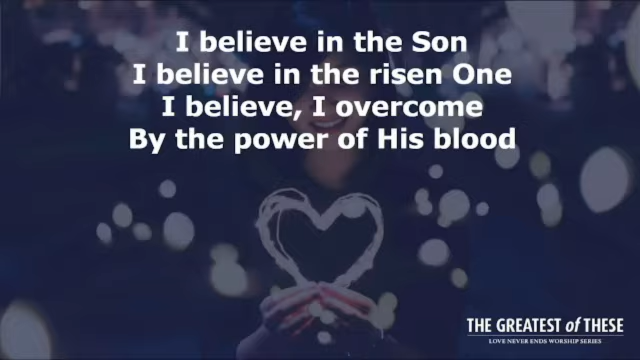 I believe in the Son
I believe in the risen One
I believe, I overcome
By the power of His blood
THE GREATEST of THESE
LOVE NEVER ENDS WORSHIP SERIES